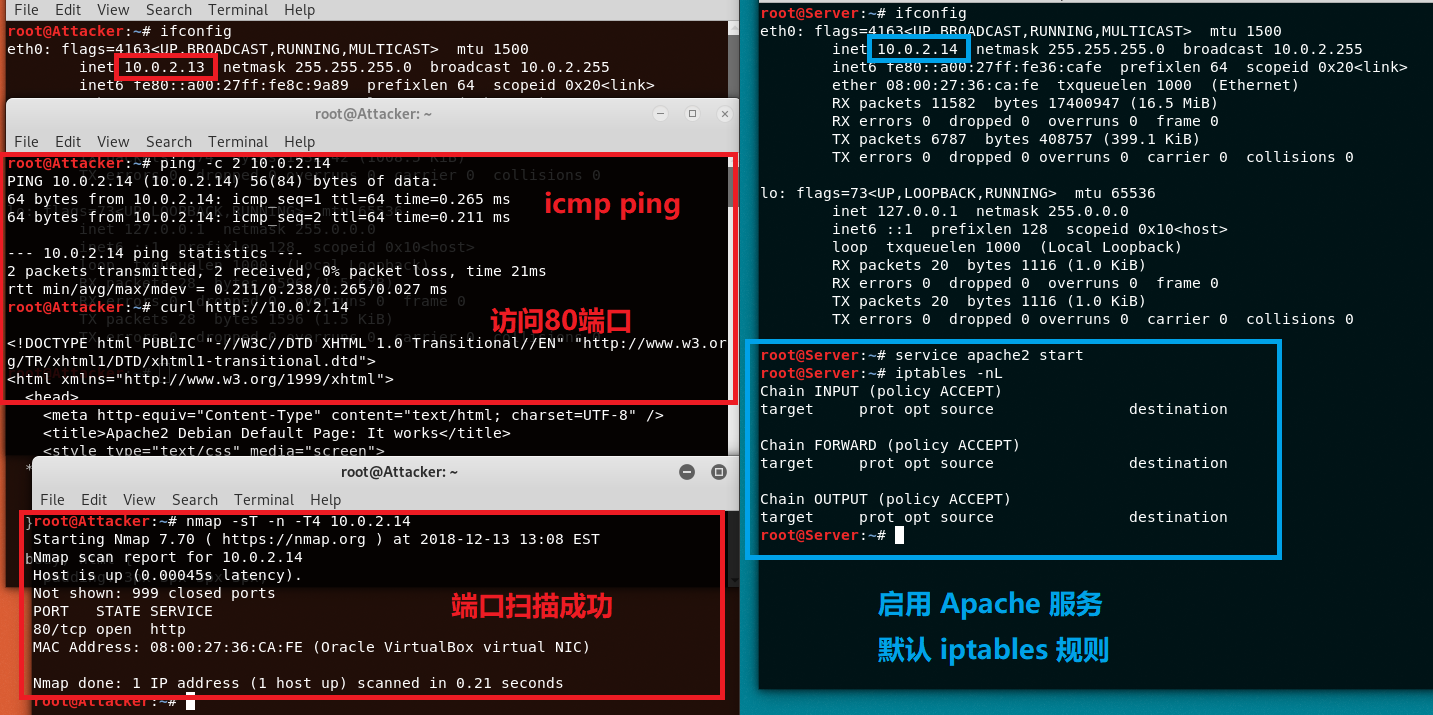 File Edit View Search Terminal Help
root@Attacker:~# ifconfig
eth0: flags=4163<UP,BROADCAST,RUNNING,MULTICAST>  mtu 1500
        inet 10.0.2.13  netmask 255.255.255.0  broadcast 10.0.2.255
        inet6 fe80::a00:27ff:fe8c:9a89  prefixlen 64  scopeid 0x20<link>
root@Attacker: ~
File Edit View Search Terminal Help
root@Attacker:~# ping -c 2 10.0.2.14
PING 10.0.2.14 (10.0.2.14) 56(84) bytes of data.
64 bytes from 10.0.2.14: icmp_seq=1 ttl=64 time=0.265 ms
64 bytes from 10.0.2.14: icmp_seq=2 ttl=64 time=0.211 ms
icmp ping
--- 10.0.2.14 ping statistics ---
2 packets transmitted, 2 received, 0% packet loss, time 21ms
rtt min/avg/max/mdev = 0.211/0.238/0.265/0.027 ms
root@Attacker:~# curl http://10.0.2.14
访问80端口
<!DOCTYPE html PUBLIC "-//W3C//DTD XHTML 1.0 Transitional//EN" "http://www.w3.or
g/TR/xhtml1/DTD/xhtml1-transitional.dtd">
<html xmlns="http://www.w3.org/1999/xhtml">
  <head>
    <meta http-equiv="Content-Type" content="text/html; charset=UTF-8" />
    <title>Apache2 Debian Default Page: It works</title>
    <style type="text/css" media="screen">
  *
root@Attacker: ~
File Edit View Search Terminal Help
root@Attacker:~# nmap -sT -n -T4 10.0.2.14
Starting Nmap 7.70 ( https://nmap.org ) at 2018-12-13 13:08 EST
Nmap scan report for 10.0.2.14
Host is up (0.00045s latency).
Not shown: 999 closed ports
PORT   STATE SERVICE
80/tcp open  http
MAC Address: 08:00:27:36:CA:FE (Oracle VirtualBox virtual NIC)
端口扫描成功
Nmap done: 1 IP address (1 host up) scanned in 0.21 seconds
root@Attacker:~#
root@Server:~# ifconfig
eth0: flags=4163<UP,BROADCAST,RUNNING,MULTICAST>  mtu 1500
        inet 10.0.2.14  netmask 255.255.255.0  broadcast 10.0.2.255
        inet6 fe80::a00:27ff:fe36:cafe  prefixlen 64  scopeid 0x20<link>
        ether 08:00:27:36:ca:fe  txqueuelen 1000  (Ethernet)
        RX packets 11582  bytes 17400947 (16.5 MiB)
        RX errors 0  dropped 0  overruns 0  frame 0
        TX packets 6787  bytes 408757 (399.1 KiB)
        TX errors 0  dropped 0 overruns 0  carrier 0  collisions 0
lo: flags=73<UP,LOOPBACK,RUNNING>  mtu 65536
        inet 127.0.0.1  netmask 255.0.0.0
        inet6 ::1  prefixlen 128  scopeid 0x10<host>
        loop  txqueuelen 1000  (Local Loopback)
        RX packets 20  bytes 1116 (1.0 KiB)
        RX errors 0  dropped 0  overruns 0  frame 0
        TX packets 20  bytes 1116 (1.0 KiB)
        TX errors 0  dropped 0 overruns 0  carrier 0  collisions 0
root@Server:~# service apache2 start
root@Server:~# iptables -nL
Chain INPUT (policy ACCEPT)
target     prot opt source               destination
Chain FORWARD (policy ACCEPT)
target     prot opt source               destination
Chain OUTPUT (policy ACCEPT)
target     prot opt source               destination
root@Server:~#
启用 Apache 服务
默认 iptables 规则